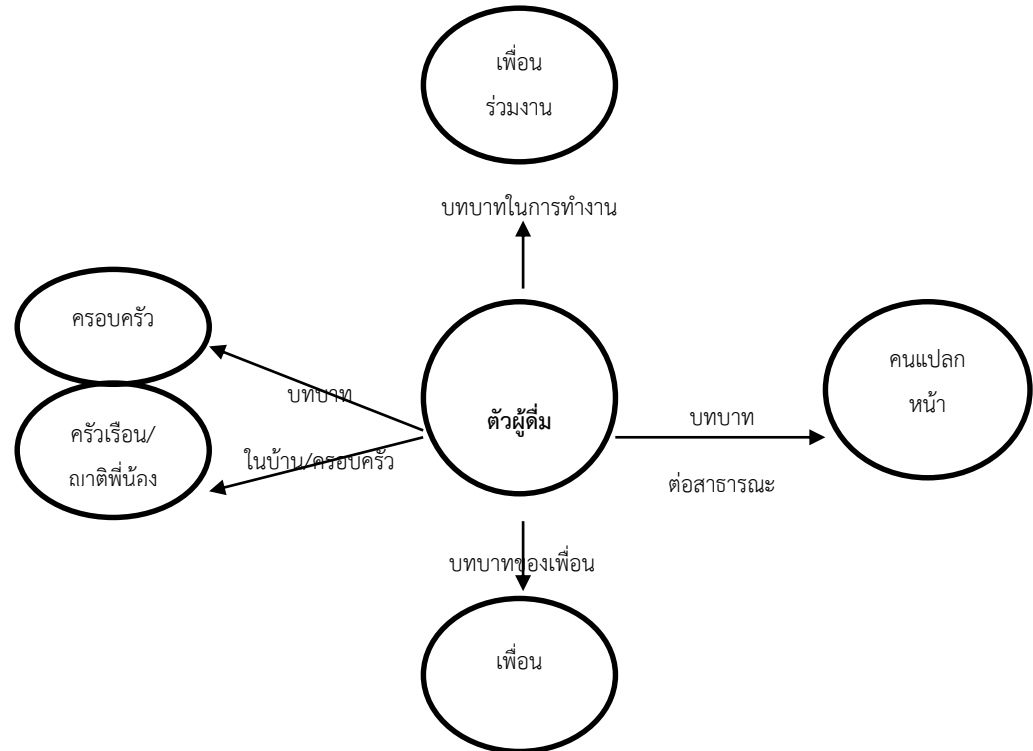 เพื่อน
ร่วมงาน
บทบาทในการทำงาน
ครอบครัว
บทบาท
ครัวเรือน/
ญาติพี่น้อง
ในบ้าน/ครอบครัว
ตัวผู้ดื่ม
บทบาท
ต่อสาธารณะ
คนแปลก
หน้า
บทบาทของเพื่อน
เพื่อน